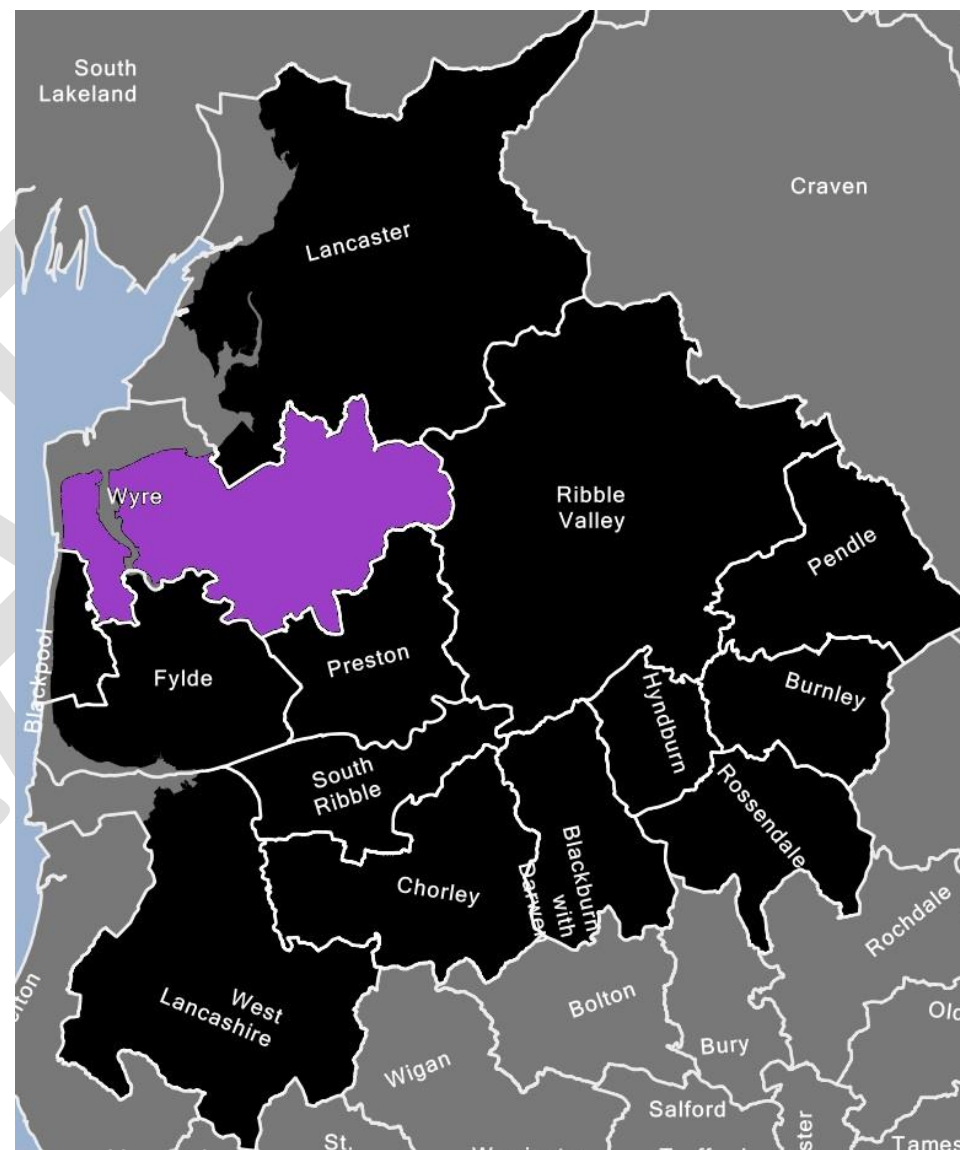 South
Lakeland
Craven
Lancaster
Wyre
Ribble
Valley
Pendle
Blackpool
Fylde
Preston
Burnley
Hyndburn
South
Ribble
Rossendale
Blackburn
with
Darwen
Chorley
Rochdale
West
Lancashire
Bolton
Bury
Wigan
Salford
St.